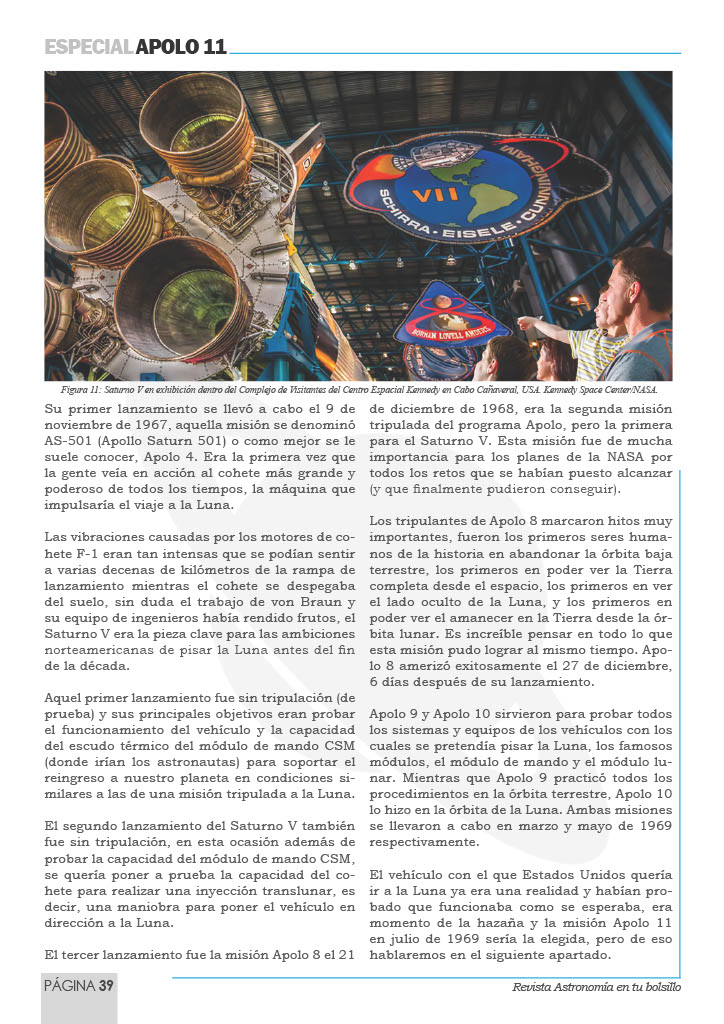 ESPECIAL APOLO 11
VII
SCHIRRA · EISELE · CUNNINGHAM
BORMAN LOVELL ANDERS
Figura 11: Saturno V en exhibición dentro del Complejo de Visitantes del Centro Espacial Kennedy en Cabo Cañaveral, USA. Kennedy Space Center/NASA.
Su primer lanzamiento se llevó a cabo el 9 de
noviembre de 1967, aquella misión se denominó
AS-501 (Apollo Saturn 501) o como mejor se le
suele conocer, Apolo 4. Era la primera vez que
la gente veía en acción al cohete más grande y
poderoso de todos los tiempos, la máquina que
impulsaría el viaje a la Luna.
Las vibraciones causadas por los motores de co-
hete F-1 eran tan intensas que se podían sentir
a varias decenas de kilómetros de la rampa de
lanzamiento mientras el cohete se despegaba
del suelo, sin duda el trabajo de von Braun y
su equipo de ingenieros había rendido frutos, el
Saturno V era la pieza clave para las ambiciones
norteamericanas de pisar la Luna antes del fin
de la década.
Aquel primer lanzamiento fue sin tripulación (de
prueba) y sus principales objetivos eran probar
el funcionamiento del vehículo y la capacidad
del escudo térmico del módulo de mando CSM
(donde irían los astronautas) para soportar el
reingreso a nuestro planeta en condiciones si-
milares a las de una misión tripulada a la Luna.
El segundo lanzamiento del Saturno V también
fue sin tripulación, en esta ocasión además de
probar la capacidad del módulo de mando CSM,
se quería poner a prueba la capacidad del co-
hete para realizar una inyección translunar, es
decir, una maniobra para poner el vehículo en
dirección a la Luna.
El tercer lanzamiento fue la misión Apolo 8 el 21
de diciembre de 1968, era la segunda misión
tripulada del programa Apolo, pero la primera
para el Saturno V. Esta misión fue de mucha
importancia para los planes de la NASA por
todos los retos que se habían puesto alcanzar
(y que finalmente pudieron conseguir).
Los tripulantes de Apolo 8 marcaron hitos muy
importantes, fueron los primeros seres huma-
nos de la historia en abandonar la órbita baja
terrestre, los primeros en poder ver la Tierra
completa desde el espacio, los primeros en ver
el lado oculto de la Luna, y los primeros en
poder ver el amanecer en la Tierra desde la ór-
bita lunar. Es increíble pensar en todo lo que
esta misión pudo lograr al mismo tiempo. Apo-
lo 8 amerizó exitosamente el 27 de diciembre,
6 días después de su lanzamiento.
Apolo 9 y Apolo 10 sirvieron para probar todos
los sistemas y equipos de los vehículos con los
cuales se pretendía pisar la Luna, los famosos
módulos, el módulo de mando y el módulo lu-
nar. Mientras que Apolo 9 practicó todos los
procedimientos en la órbita terrestre, Apolo 10
lo hizo en la órbita de la Luna. Ambas misiones
se llevaron a cabo en marzo y mayo de 1969
respectivamente.
El vehículo con el que Estados Unidos quería
ir a la Luna ya era una realidad y habían pro-
bado que funcionaba como se esperaba, era
momento de la hazaña y la misión Apolo 11
en julio de 1969 sería la elegida, pero de eso
hablaremos en el siguiente apartado.
PÁGINA 39
Revista Astronomía en tu bolsillo